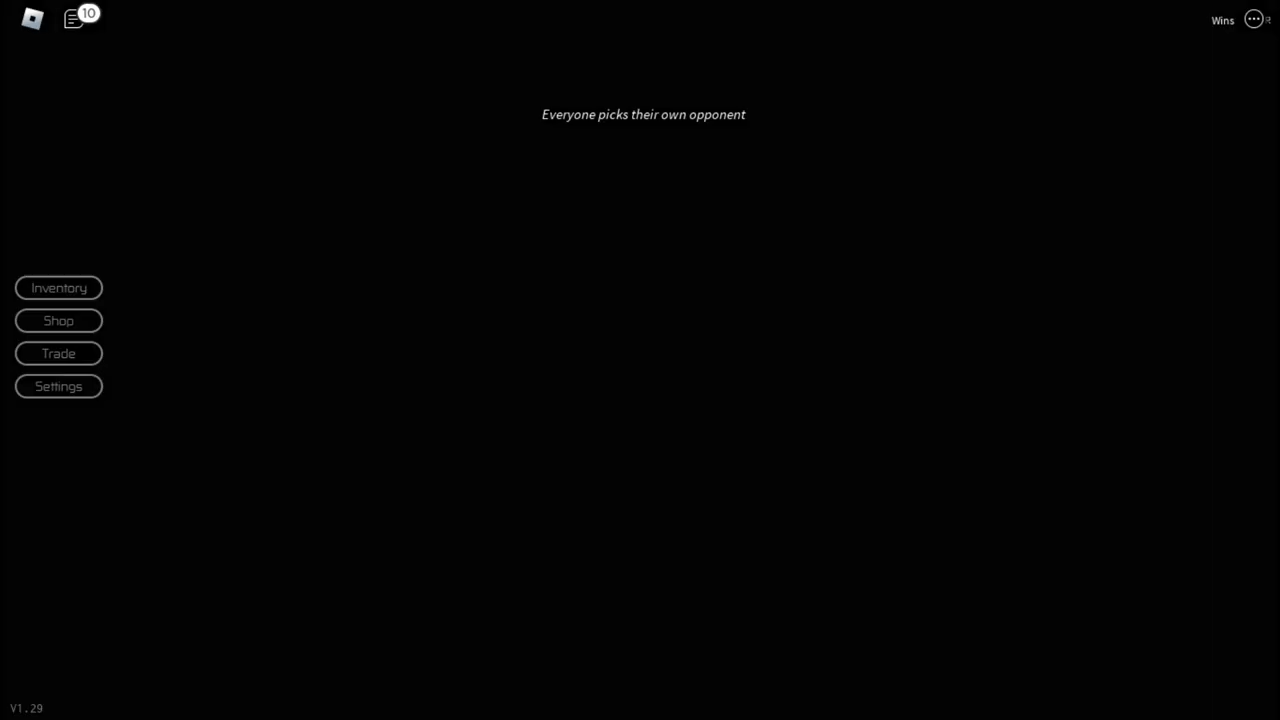 10
Wins
Everyone picks their own opponent
Inventory
Shop
Trade
Settings
V1.29